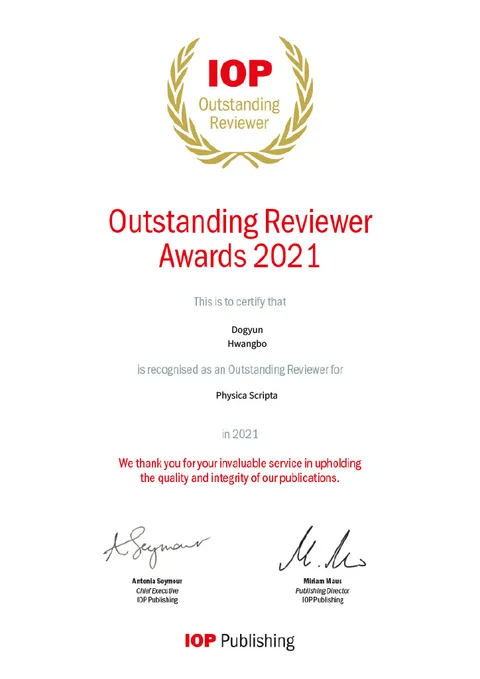 IOP
Outstanding
Reviewer
Outstanding Reviewer
Awards 2021
This is to certify that
Dogyun
Hwangbo
is recognised as an Outstanding Reviewer for
Physica Scripta
in 2021
We thank you for your invaluable service in upholding
the quality and integrity of our publications.
A Seymour
Antonia Seymour
Miriam Maus
Chief Executive
Publishing Director
IOP Publishing
IOP Publishing
IOP Publishing